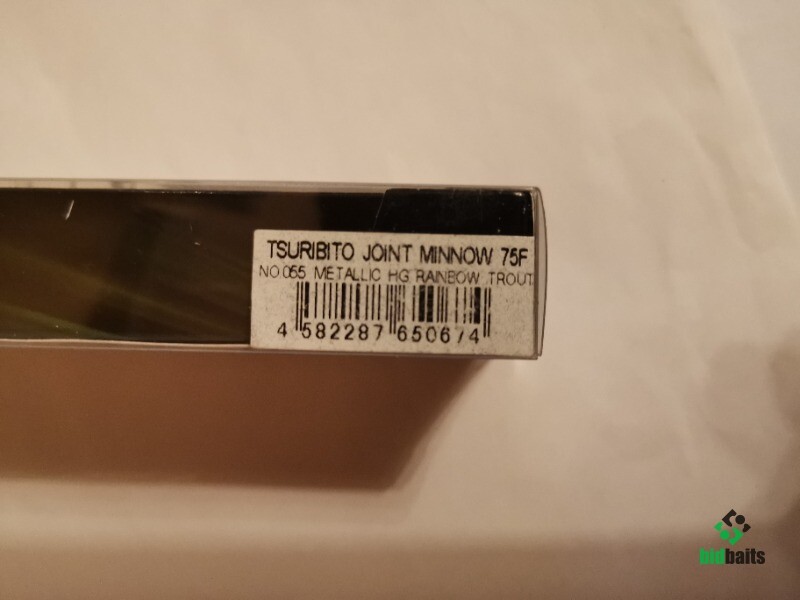 TSURIBITO JOINT MINNOW 75F
NO.055 METALLIC HG RAINBOW TROUT
4 582287 650674
bidbaits